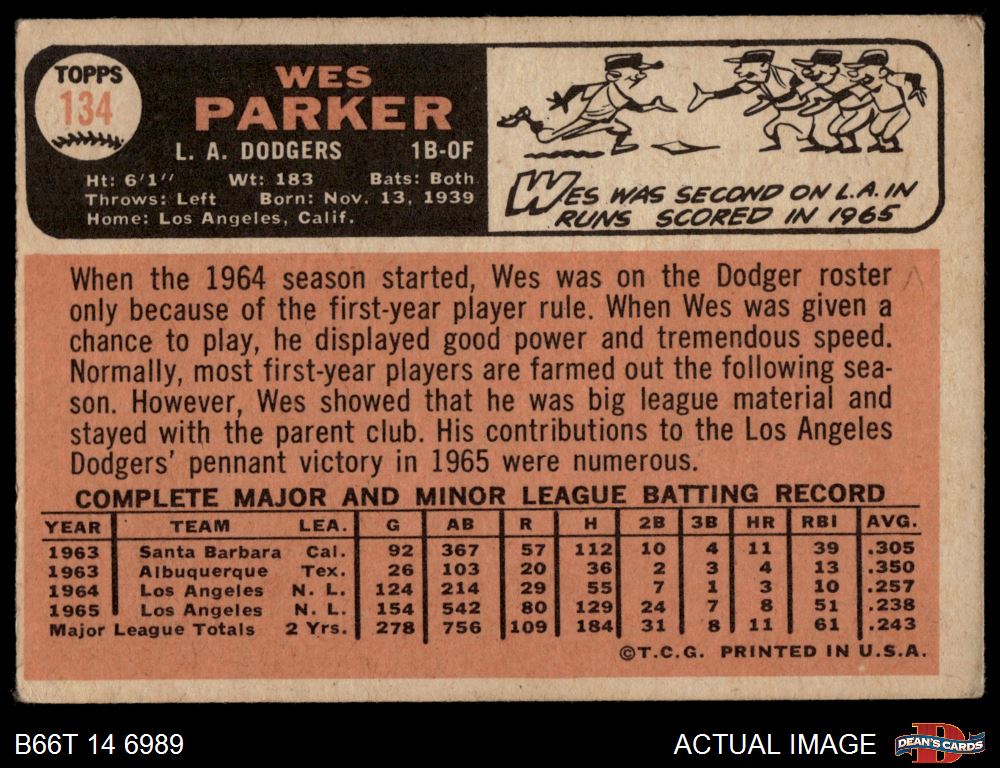 TOPPS
134
WES
PARKER
L. A. DODGERS 1B-OF
Ht: 6'1" Wt: 183 Bats: Both
Throws: Left Born: Nov. 13, 1939
Home: Los Angeles, Calif.
WES WAS SECOND ON L.A. IN
RUNS SCORED IN 1965
When the 1964 season started, Wes was on the Dodger roster
only because of the first-year player rule. When Wes was given a
chance to play, he displayed good power and tremendous speed.
Normally, most first-year players are farmed out the following sea-
son. However, Wes showed that he was big league material and
stayed with the parent club. His contributions to the Los Angeles
Dodgers' pennant victory in 1965 were numerous.
COMPLETE MAJOR AND MINOR LEAGUE BATTING RECORD
YEAR TEAM LEA. G AB R H 2B 3B HR RBI AVG.
1963 Santa Barbara Cal. 92 367 57 112 10 4 11 39 .305
1963 Albuquerque Tex. 26 103 20 36 2 3 4 13 .350
1964 Los Angeles N. L. 124 214 29 55 7 1 3 10 .257
1965 Los Angeles N. L. 154 542 80 129 24 7 8 51 .238
Major League Totals 2 Yrs. 278 756 109 184 31 8 11 61 .243
©T.C.G. PRINTED IN U.S.A.
B66T 14 6989
ACTUAL IMAGE
D
DEAN'S CARDS